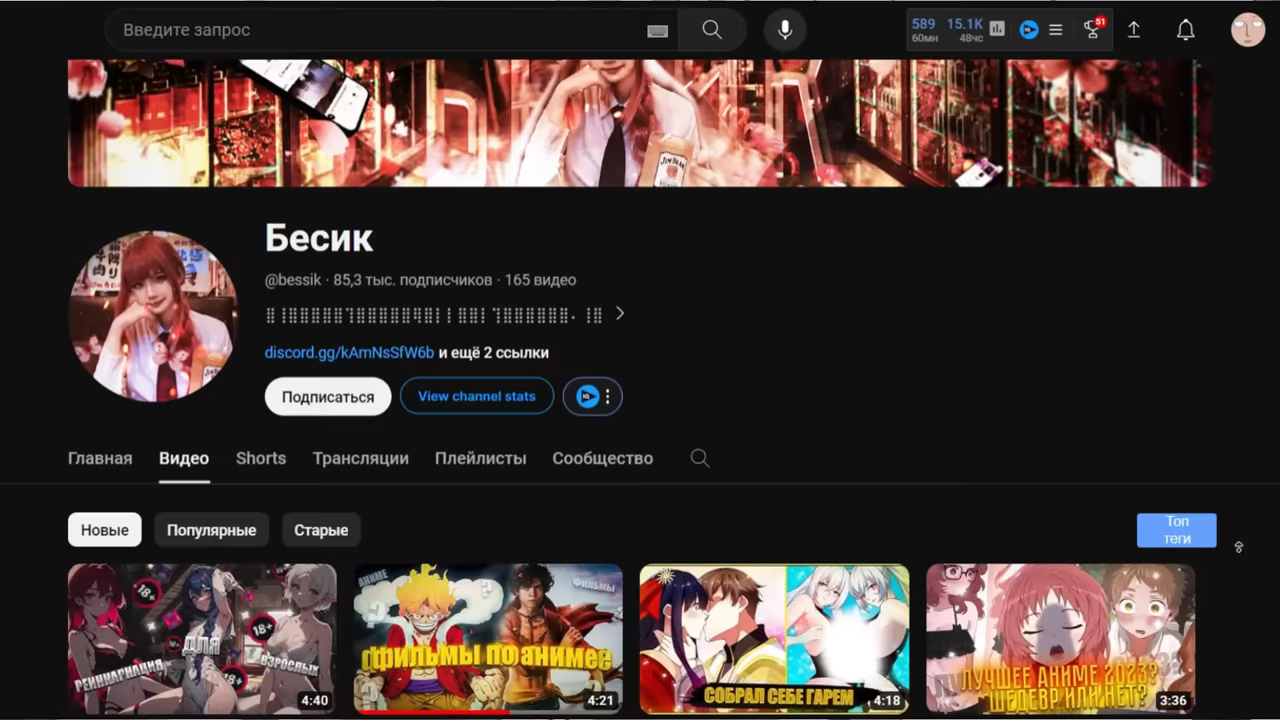 Введите запрос
589 15.1K
60мн 48чс
51
Бесик
@bessik · 85,3 тыс. подписчиков · 165 видео
discord.gg/kAmNsSfW6b и ещё 2 ссылки
Подписаться
View channel stats
Главная Видео Shorts Трансляции Плейлисты Сообщество
Новые Популярные Старые
Топ
теги
18+
РЕИНКАРНАЦИЯ ДЛЯ ВЗРОСЛЫХ
18+
18+
4:40
АНИМЕ ФИЛЬМЫ
ФИЛЬМЫ ПО АНИМЕ
4:21
СОБРАЛ СЕБЕ ГАРЕМ
4:18
ЛУЧШЕЕ АНИМЕ 2023?
ШЕДЕВР ИЛИ НЕТ?
3:36